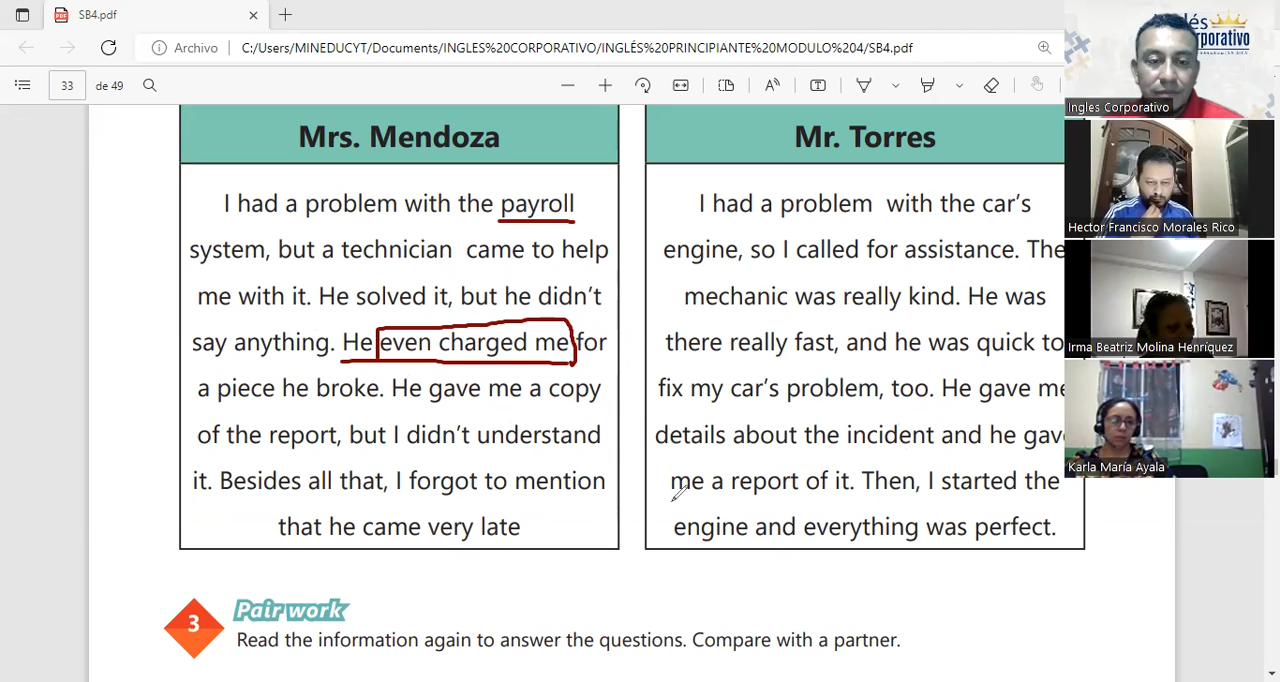 SB4.pdf
Archivo
C:/Users/MINEDUCYT/Documents/INGLES%20CORPORATIVO/INGLÉS%20PRINCIPIANTE%20MODULO%204/SB4.pdf
33
de 49
Mrs. Mendoza
I had a problem with the payroll
system, but a technician came to help
me with it. He solved it, but he didn't
say anything. He even charged me for
a piece he broke. He gave me a copy
of the report, but I didn't understand
it. Besides all that, I forgot to mention
that he came very late
Mr. Torres
I had a problem with the car's
engine, so I called for assistance. The
mechanic was really kind. He was
there really fast, and he was quick to
fix my car's problem, too. He gave me
details about the incident and he gav
me a report of it. Then, I started the
engine and everything was perfect.
3
Pair work
Read the information again to answer the questions. Compare with a partner.
Ingles Corporativo
Hector Francisco Morales Rico
Irma Beatriz Molina Henríquez
Karla María Ayala